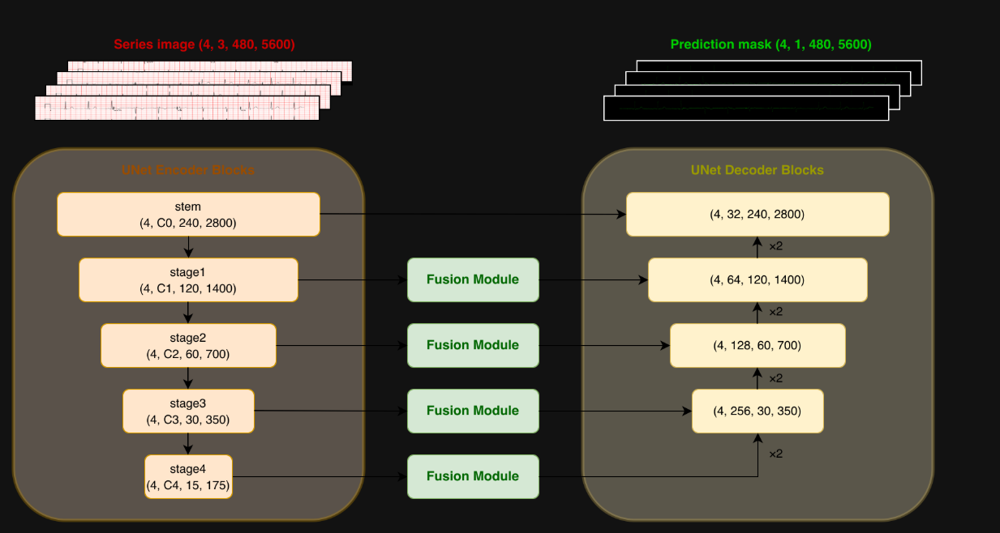 Series image (4, 3, 480, 5600)
Prediction mask (4, 1, 480, 5600)
UNet Encoder Blocks
UNet Decoder Blocks
stem
(4, C0, 240, 2800)
(4, 32, 240, 2800)
×2
stage1
(4, C1, 120, 1400)
Fusion Module
(4, 64, 120, 1400)
×2
stage2
(4, C2, 60, 700)
Fusion Module
(4, 128, 60, 700)
×2
stage3
(4, C3, 30, 350)
Fusion Module
(4, 256, 30, 350)
×2
stage4
(4, C4, 15, 175)
Fusion Module